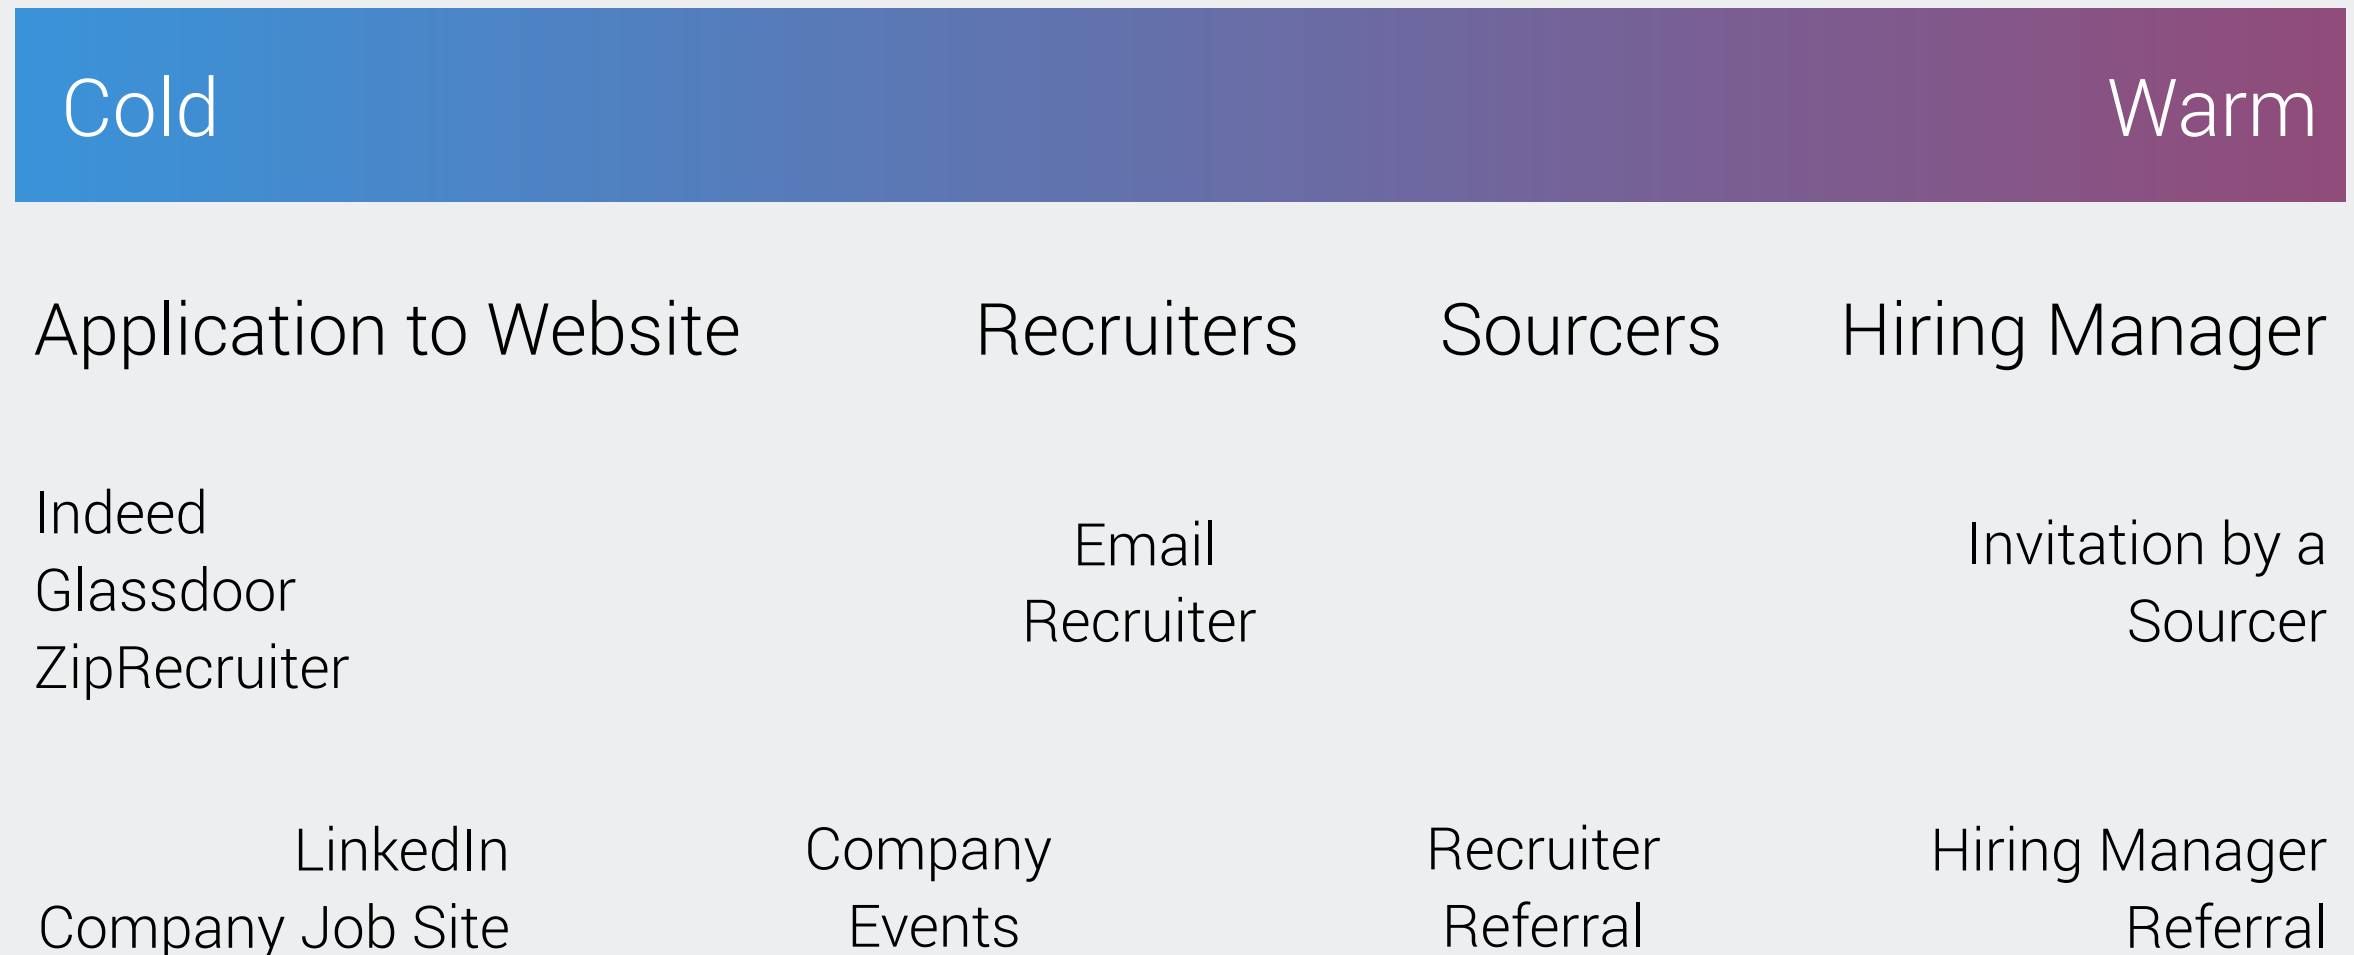 Cold
Warm
Application to Website
Recruiters
Sourcers
Hiring Manager
Indeed
Glassdoor
ZipRecruiter
Email
Recruiter
Invitation by a
Sourcer
LinkedIn
Company Job Site
Company
Events
Recruiter
Referral
Hiring Manager
Referral